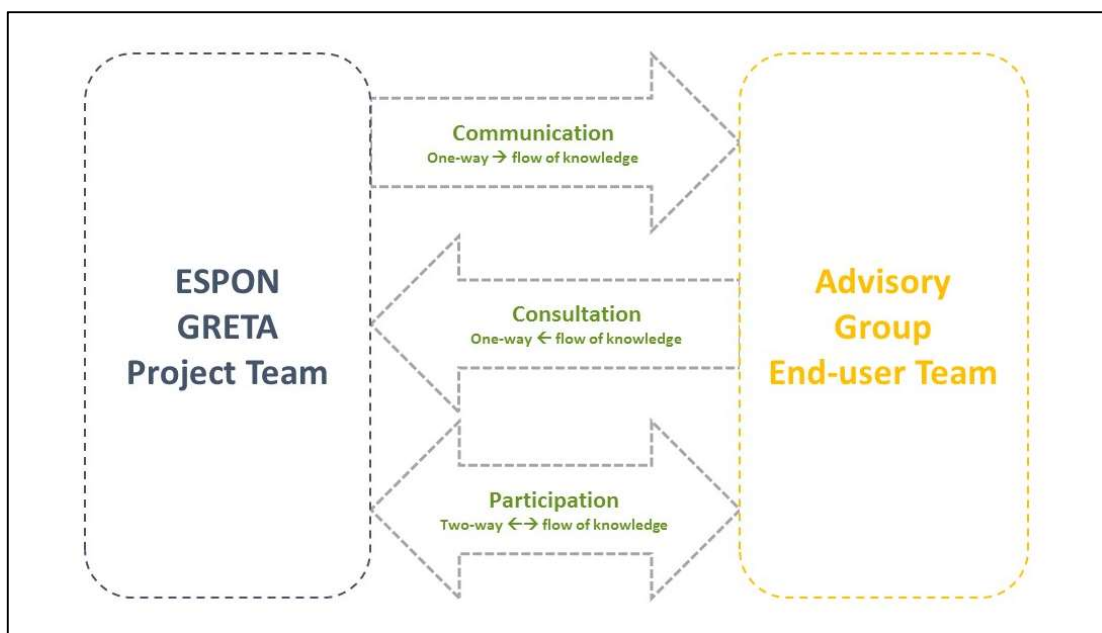 ESPON
GRETA
Project Team
Communication
One-way → flow of knowledge
Consultation
One-way ← flow of knowledge
Participation
Two-way ←→ flow of knowledge
Advisory
Group
End-user Team